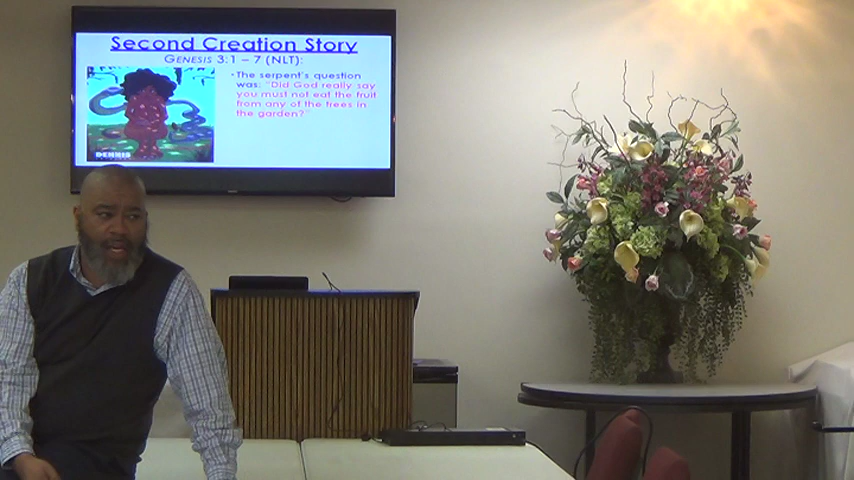 Second Creation Story
Genesis 3:1 – 7 (NLT):
• The serpent's question
was: "Did God really say
you must not eat the fruit
from any of the trees in
the garden?"
DENNIS